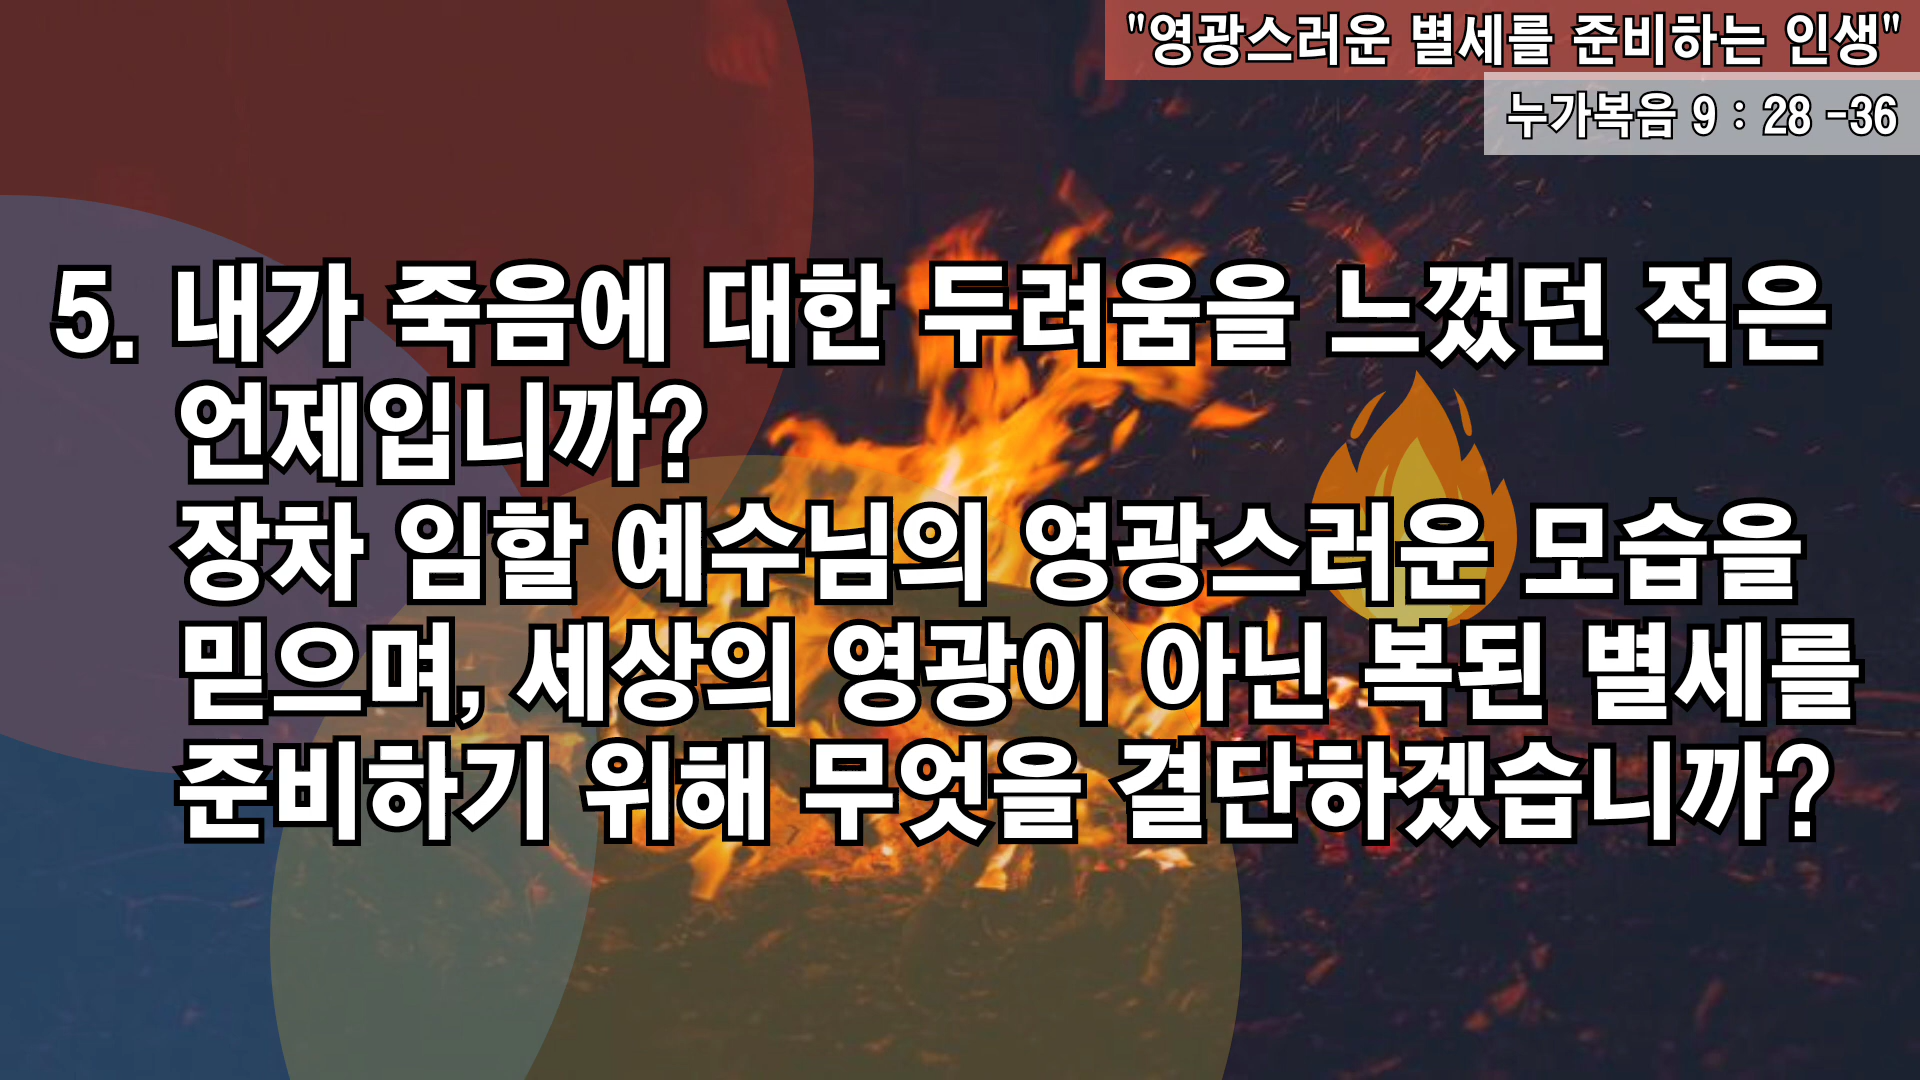 "영광스러운 별세를 준비하는 인생"
누가복음 9 : 28 -36
5. 내가 죽음에 대한 두려움을 느꼈던 적은
언제입니까?
장차 임할 예수님의 영광스러운 모습을
믿으며, 세상의 영광이 아닌 복된 별세를
준비하기 위해 무엇을 결단하겠습니까?